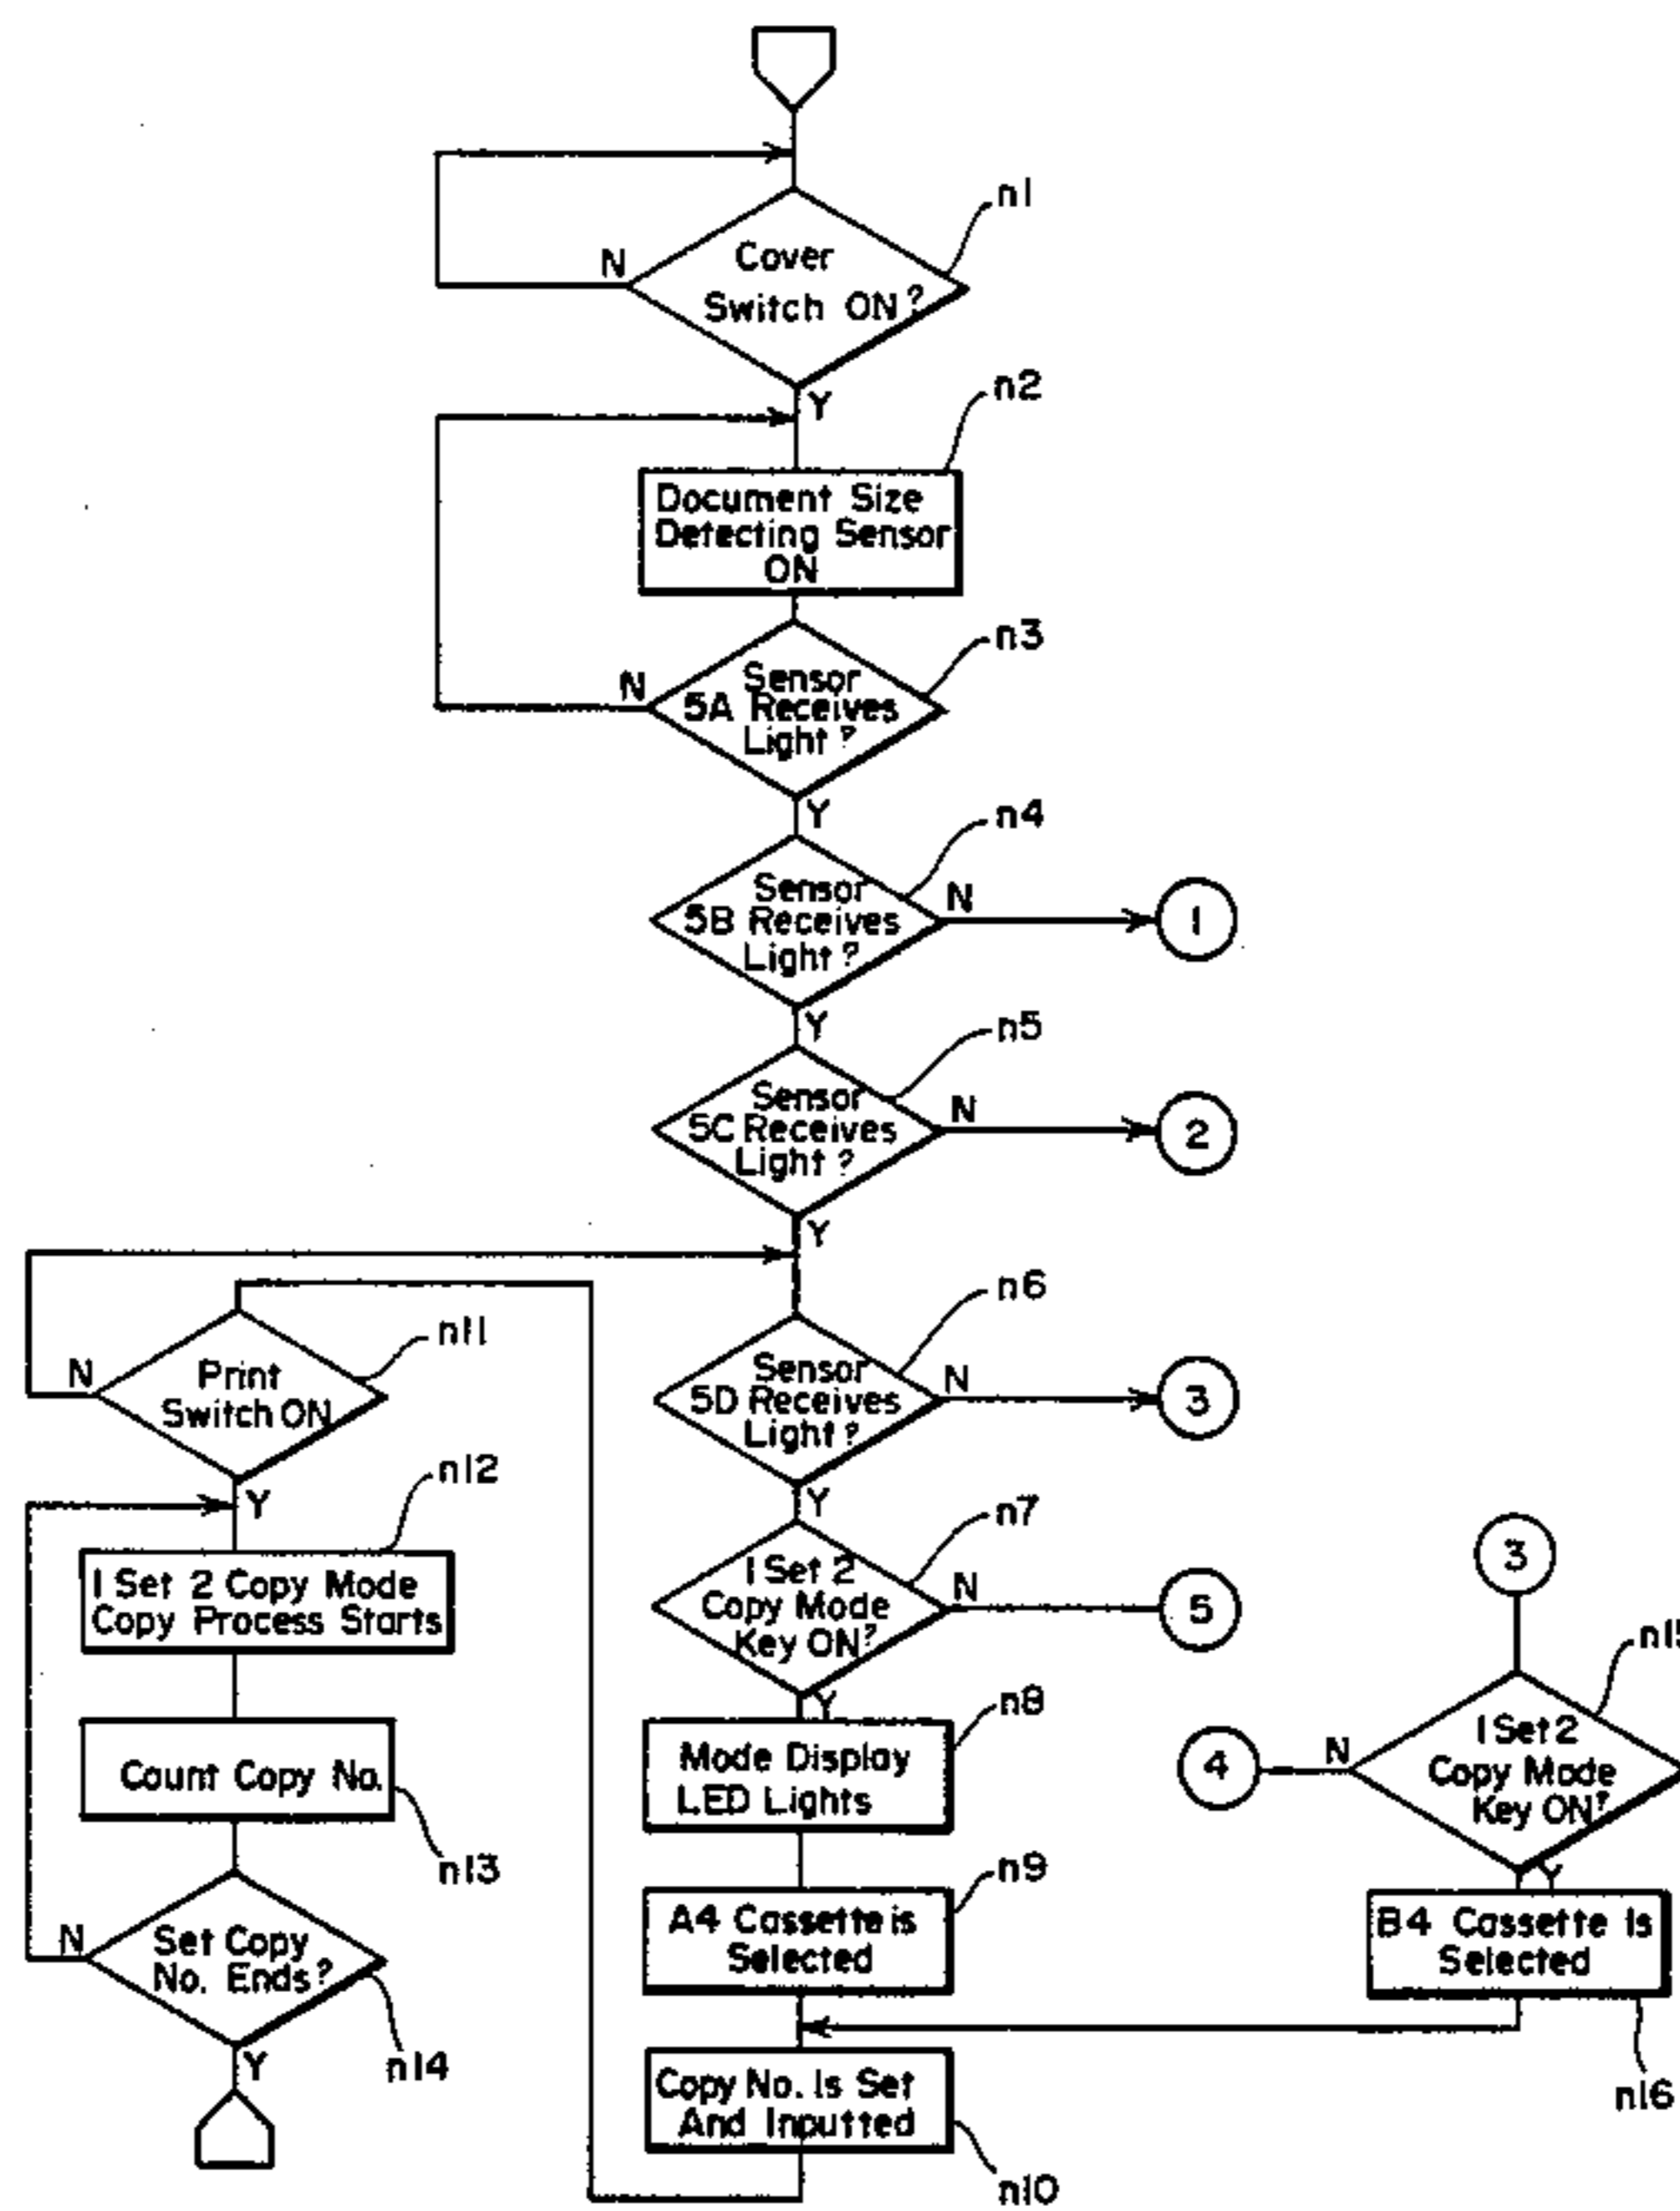 n1
Cover
Switch ON?
N
Y
n2
Document Size
Detecting Sensor
ON
n3
Sensor
5A Receives
Light?
N
Y
n4
Sensor
5B Receives
Light?
N
1
Y
n5
Sensor
5C Receives
Light?
N
2
Y
n6
Sensor
5D Receives
Light?
N
3
Y
n7
1 Set 2
Copy Mode
Key ON?
N
5
Y
n8
Mode Display
LED Lights
n9
A4 Cassette is
Selected
Copy No. Is Set
And Inputted
n10
n11
Print
Switch ON
N
Y
n12
1 Set 2 Copy Mode
Copy Process Starts
Count Copy No.
n13
Set Copy
No. Ends?
N
n14
Y
3
1 Set 2
Copy Mode
Key ON?
N
4
Y
B4 Cassette Is
Selected
n16